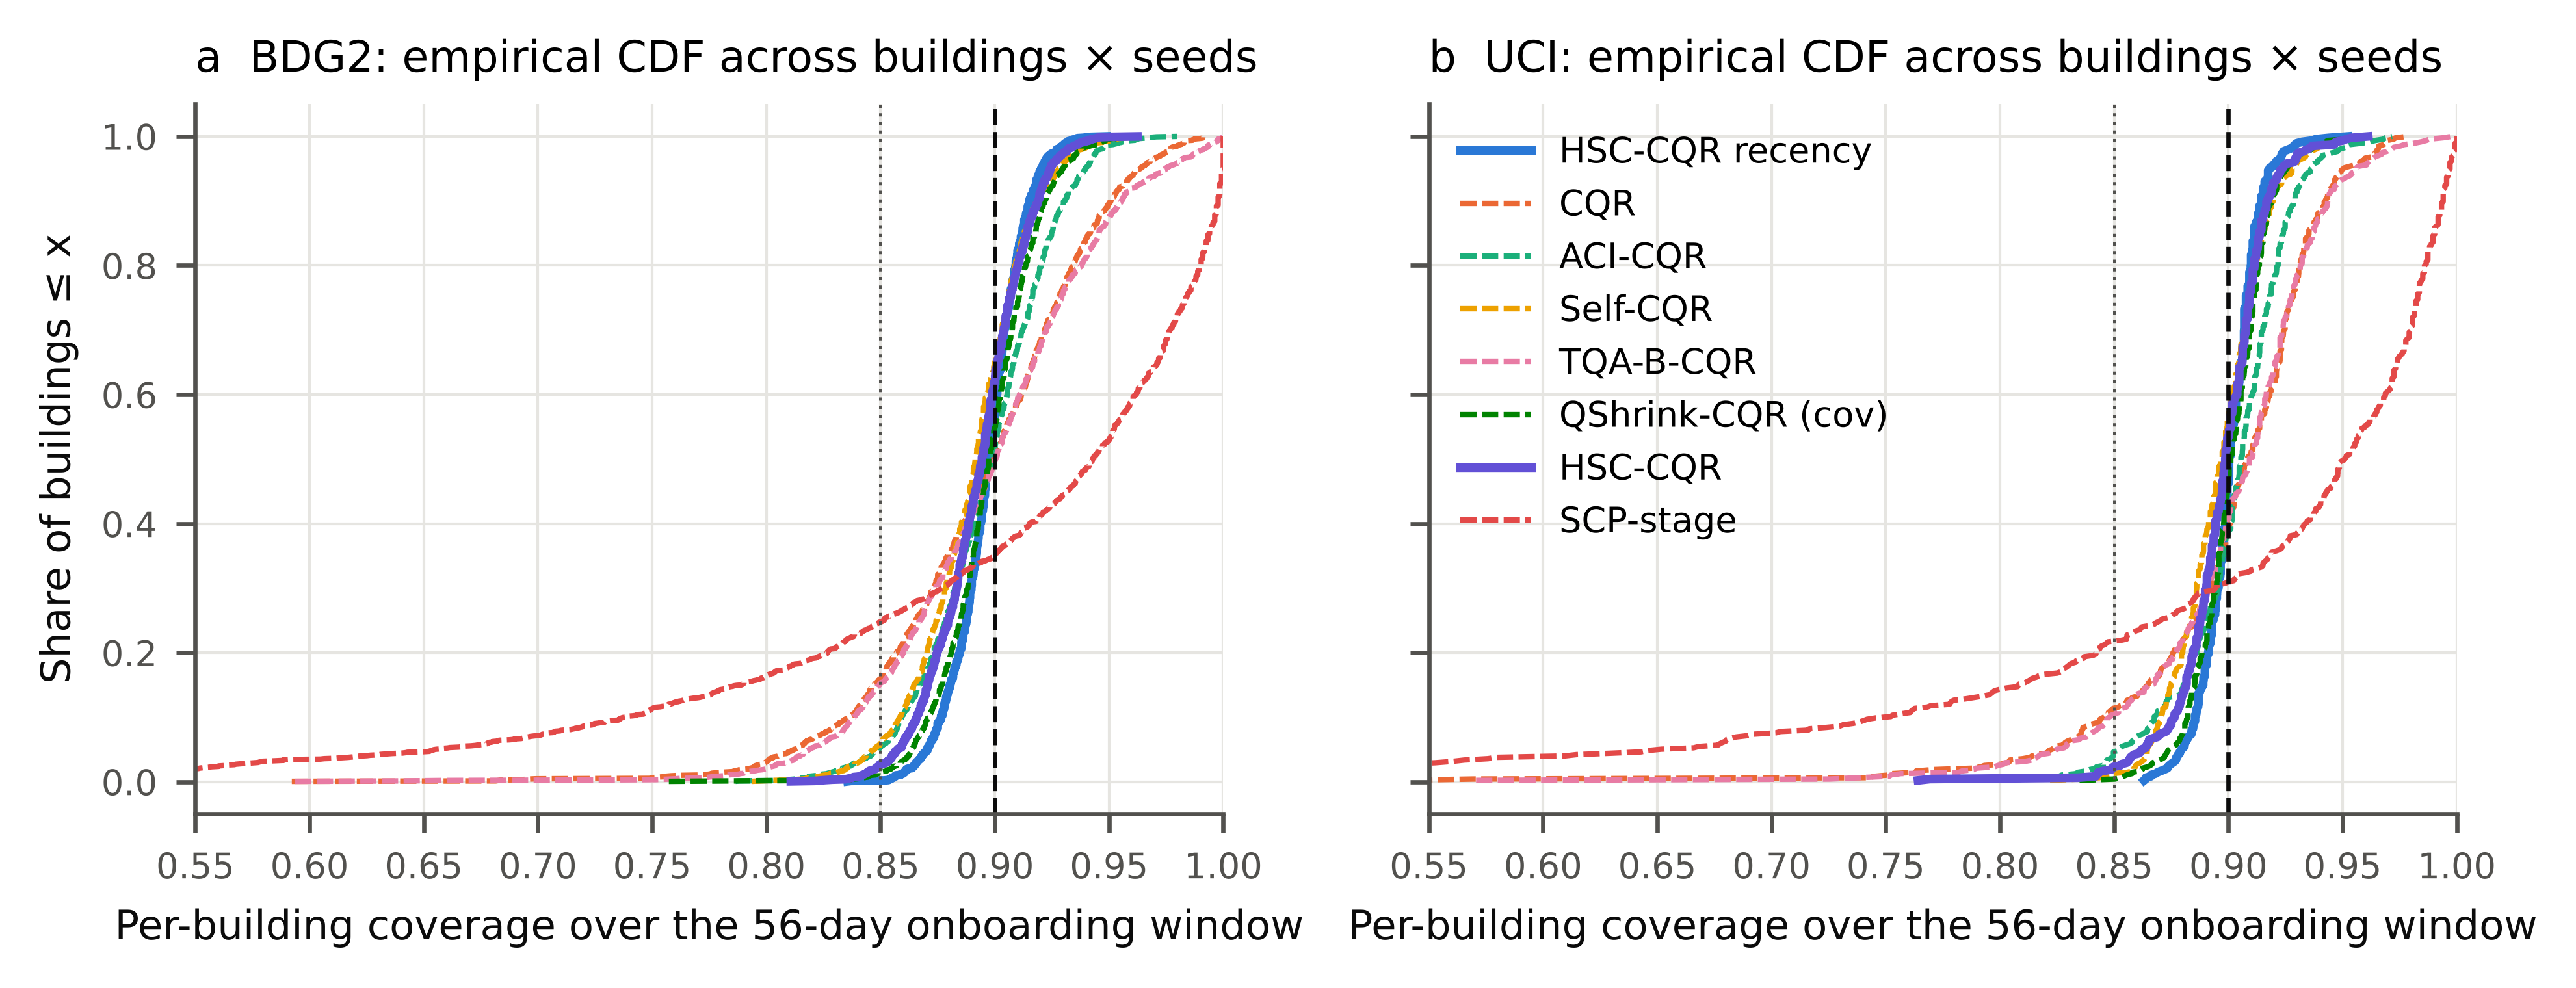 a  BDG2: empirical CDF across buildings × seeds
b  UCI: empirical CDF across buildings × seeds
Share of buildings ≤ x
1.0
0.8
0.6
0.4
0.2
0.0
HSC-CQR recency
CQR
ACI-CQR
Self-CQR
TQA-B-CQR
QShrink-CQR (cov)
HSC-CQR
SCP-stage
0.55 0.60 0.65 0.70 0.75 0.80 0.85 0.90 0.95 1.00
0.55 0.60 0.65 0.70 0.75 0.80 0.85 0.90 0.95 1.00
Per-building coverage over the 56-day onboarding window
Per-building coverage over the 56-day onboarding window